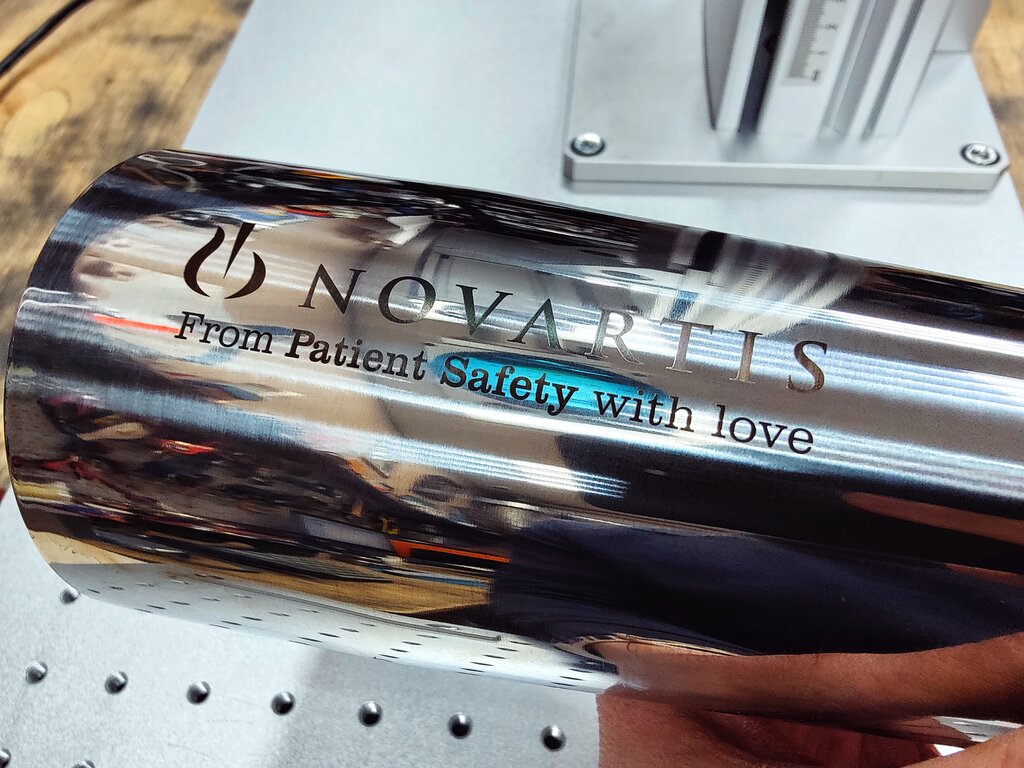 NOVARTIS
From Patient Safety with love